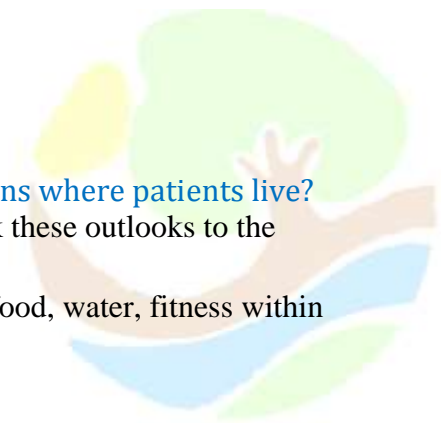 ns where patients live?
these outlooks to the
ood, water, fitness within